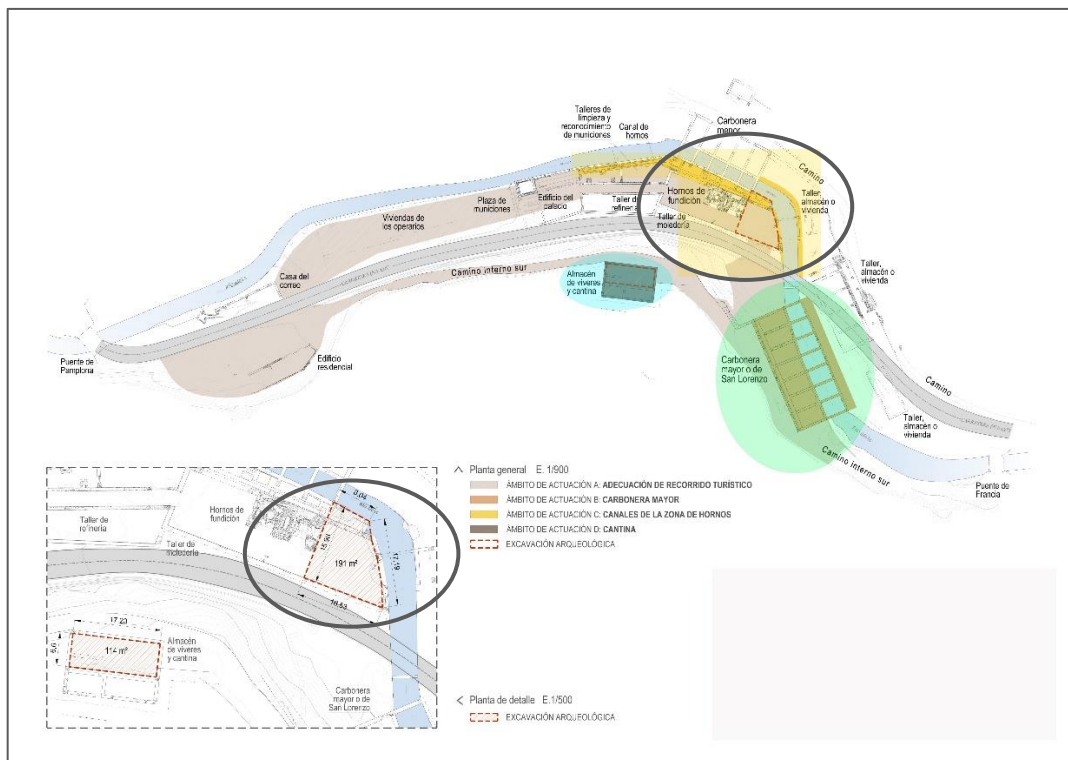 Talleres de
limpieza y
reconocimiento
de municiones
Canal de
hornos
Carbonera
menor
Camino
Hornos de
fundición
Taller,
almacén o
vivienda
Plaza de
municiones
Edificio del
palacio
Taller de
refinería
Taller de
moledería
Viviendas de
los operarios
Camino interno sur
Almacén
de víveres
y cantina
Taller,
almacén o
vivienda
Casa del
correo
Puente de
Pamplona
Edificio
residencial
Carbonera
mayor o de
San Lorenzo
Camino
Taller,
almacén o
vivienda
Camino interno sur
Puente de
Francia
Planta general E. 1/900
ÁMBITO DE ACTUACIÓN A: ADECUACIÓN DE RECORRIDO TURÍSTICO
ÁMBITO DE ACTUACIÓN B: CARBONERA MAYOR
ÁMBITO DE ACTUACIÓN C: CANALES DE LA ZONA DE HORNOS
ÁMBITO DE ACTUACIÓN D: CANTINA
EXCAVACIÓN ARQUEOLÓGICA
Taller de
refinería
Hornos de
fundición
Taller de
moledería
191 m²
17,19
17,23
114 m²
Almacén
de víveres
y cantina
Carbonera
mayor o de
San Lorenzo
Planta de detalle E.1/500
EXCAVACIÓN ARQUEOLÓGICA